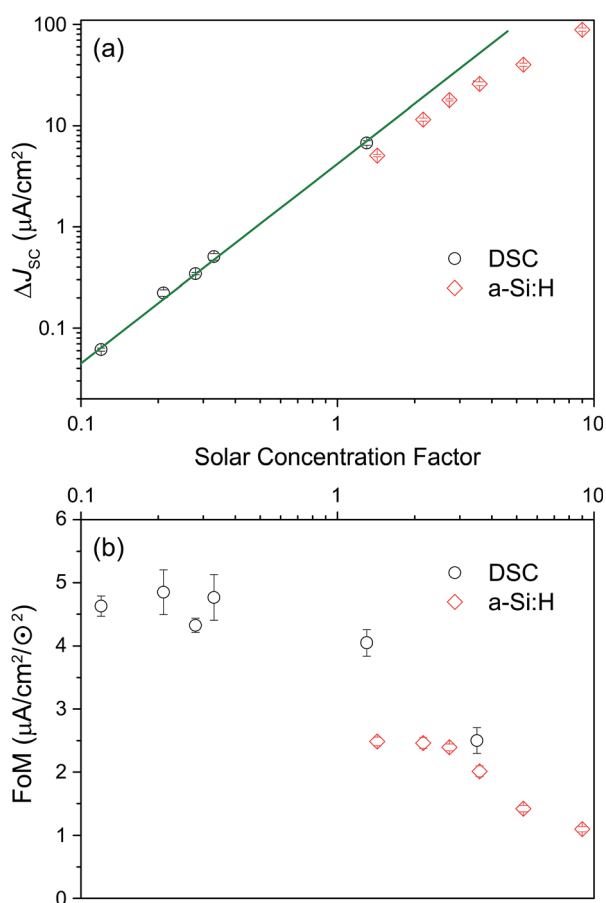 100
10
1
0.1
ΔJSC (μA/cm²)
(a)
DSC
a-Si:H
0.1
1
10
Solar Concentration Factor
0.1
1
10
6
5
4
3
2
1
0
FoM (μA/cm²/⊙²)
(b)
DSC
a-Si:H